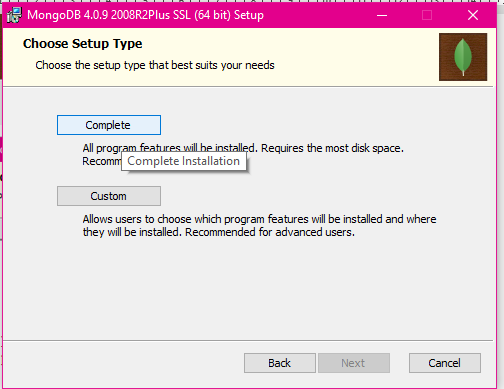 MongoDB 4.0.9 2008R2Plus SSL (64 bit) Setup
Choose Setup Type
Choose the setup type that best suits your needs
Complete
All program features will be installed. Requires the most disk space.
Complete Installation
Custom
Allows users to choose which program features will be installed and where
they will be installed. Recommended for advanced users.
Back Next Cancel